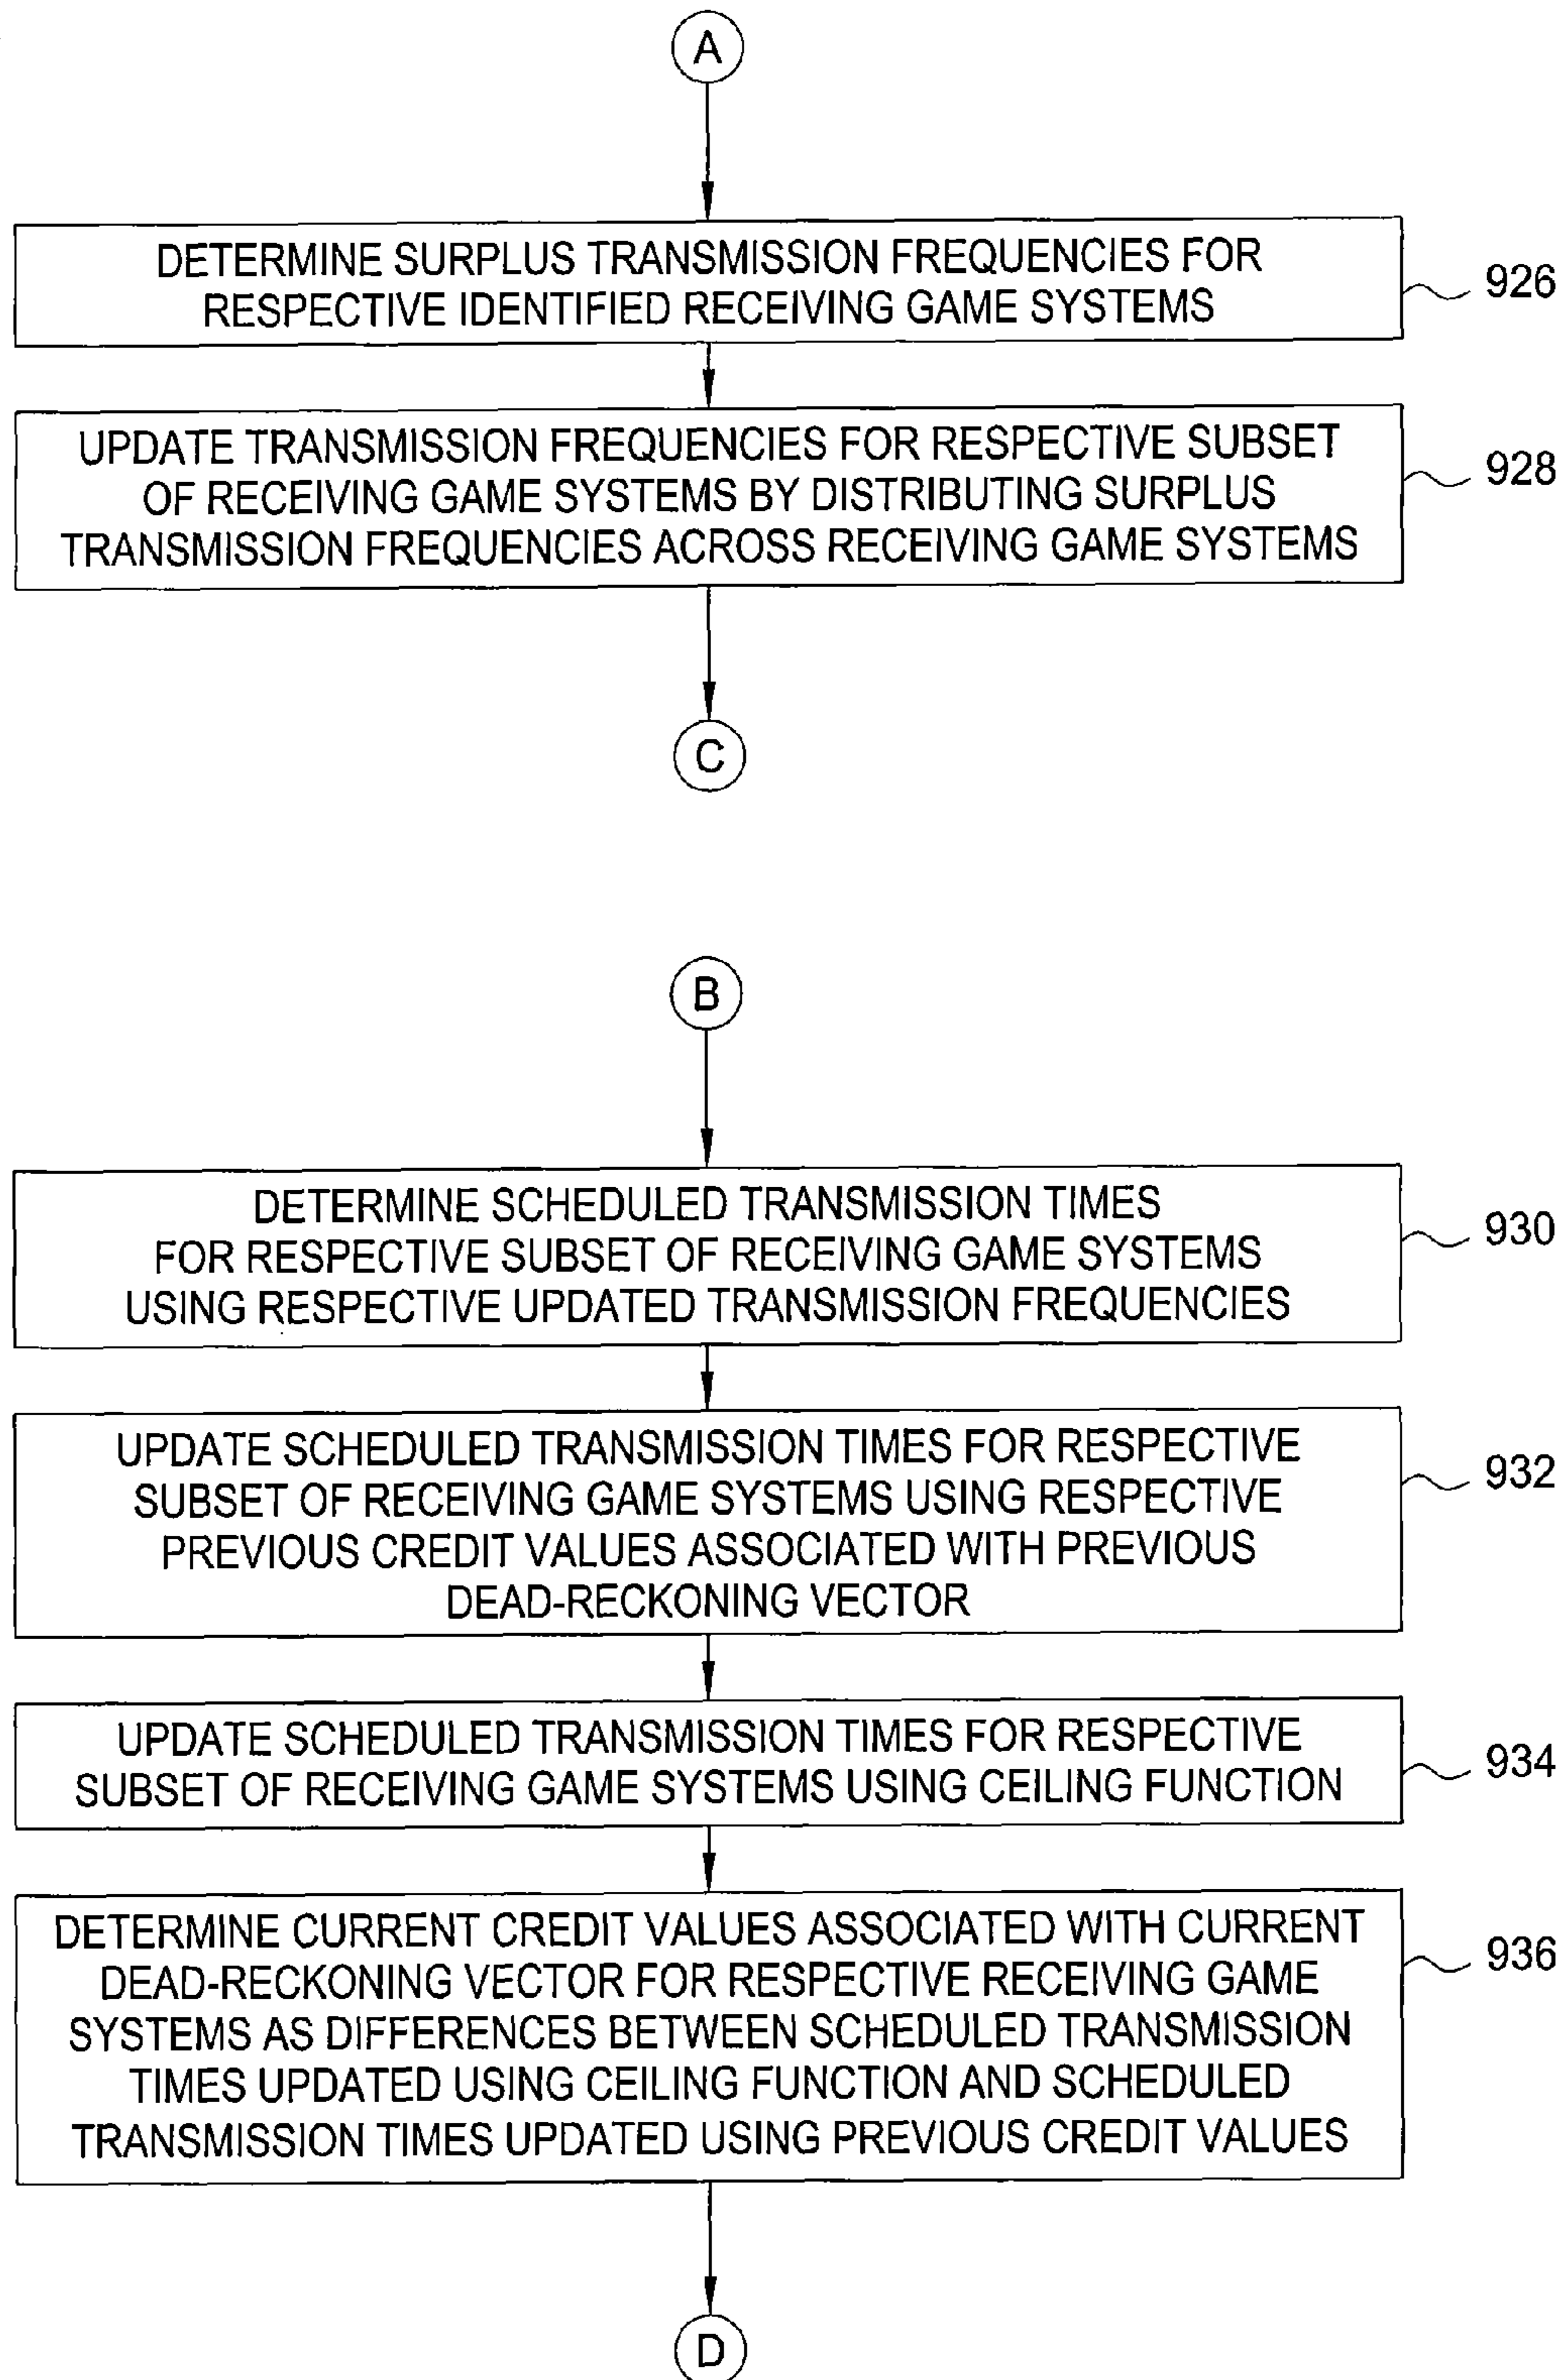 A
DETERMINE SURPLUS TRANSMISSION FREQUENCIES FOR
RESPECTIVE IDENTIFIED RECEIVING GAME SYSTEMS
926
UPDATE TRANSMISSION FREQUENCIES FOR RESPECTIVE SUBSET
OF RECEIVING GAME SYSTEMS BY DISTRIBUTING SURPLUS
TRANSMISSION FREQUENCIES ACROSS RECEIVING GAME SYSTEMS
928
C
B
DETERMINE SCHEDULED TRANSMISSION TIMES
FOR RESPECTIVE SUBSET OF RECEIVING GAME SYSTEMS
USING RESPECTIVE UPDATED TRANSMISSION FREQUENCIES
930
UPDATE SCHEDULED TRANSMISSION TIMES FOR RESPECTIVE
SUBSET OF RECEIVING GAME SYSTEMS USING RESPECTIVE
PREVIOUS CREDIT VALUES ASSOCIATED WITH PREVIOUS
DEAD-RECKONING VECTOR
932
UPDATE SCHEDULED TRANSMISSION TIMES FOR RESPECTIVE
SUBSET OF RECEIVING GAME SYSTEMS USING CEILING FUNCTION
934
DETERMINE CURRENT CREDIT VALUES ASSOCIATED WITH CURRENT
DEAD-RECKONING VECTOR FOR RESPECTIVE RECEIVING GAME
SYSTEMS AS DIFFERENCES BETWEEN SCHEDULED TRANSMISSION
TIMES UPDATED USING CEILING FUNCTION AND SCHEDULED
TRANSMISSION TIMES UPDATED USING PREVIOUS CREDIT VALUES
936
D